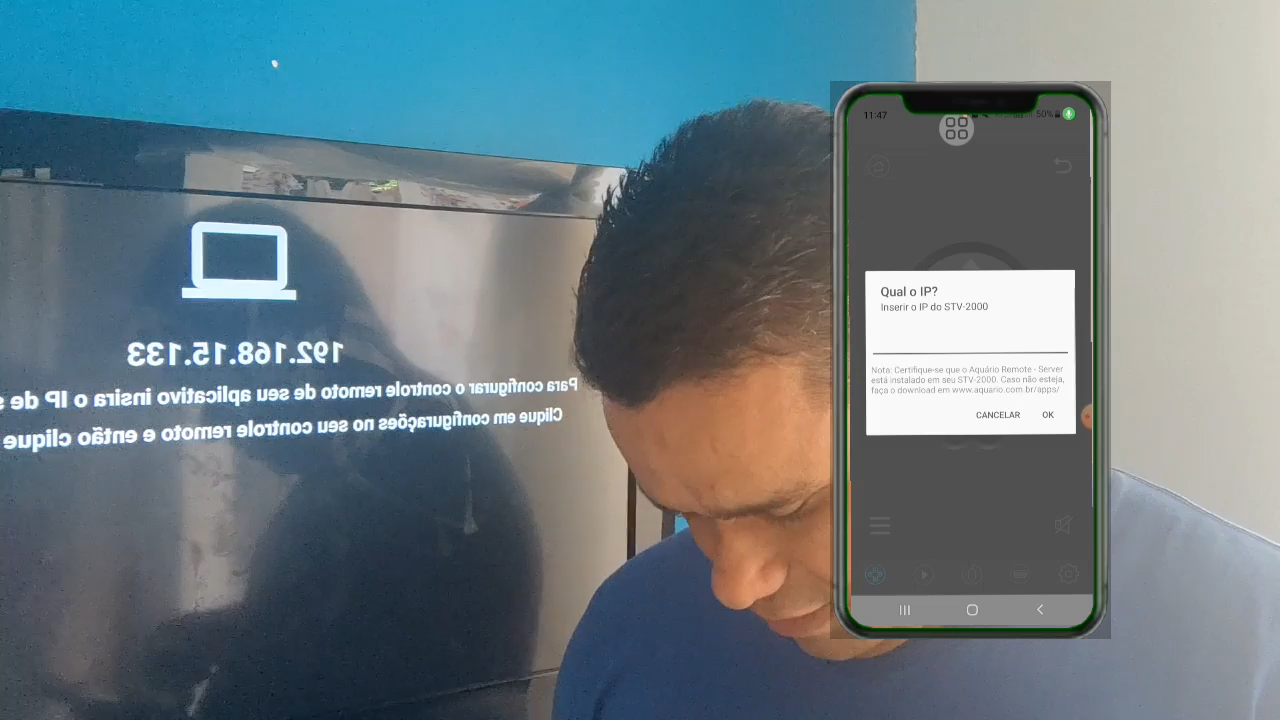 192.168.15.133
Para configurar o controle remoto de seu aplicativo insira o IP de
Clique em configurações no seu controle remoto e então clique
11:47
50%
Qual o IP?
Inserir o IP do STV-2000
Nota: Certifique-se que o Aquário Remote - Server
está instalado em seu STV-2000. Caso não esteja,
faça o download em www.aquario.com.br/apps/
CANCELAR OK